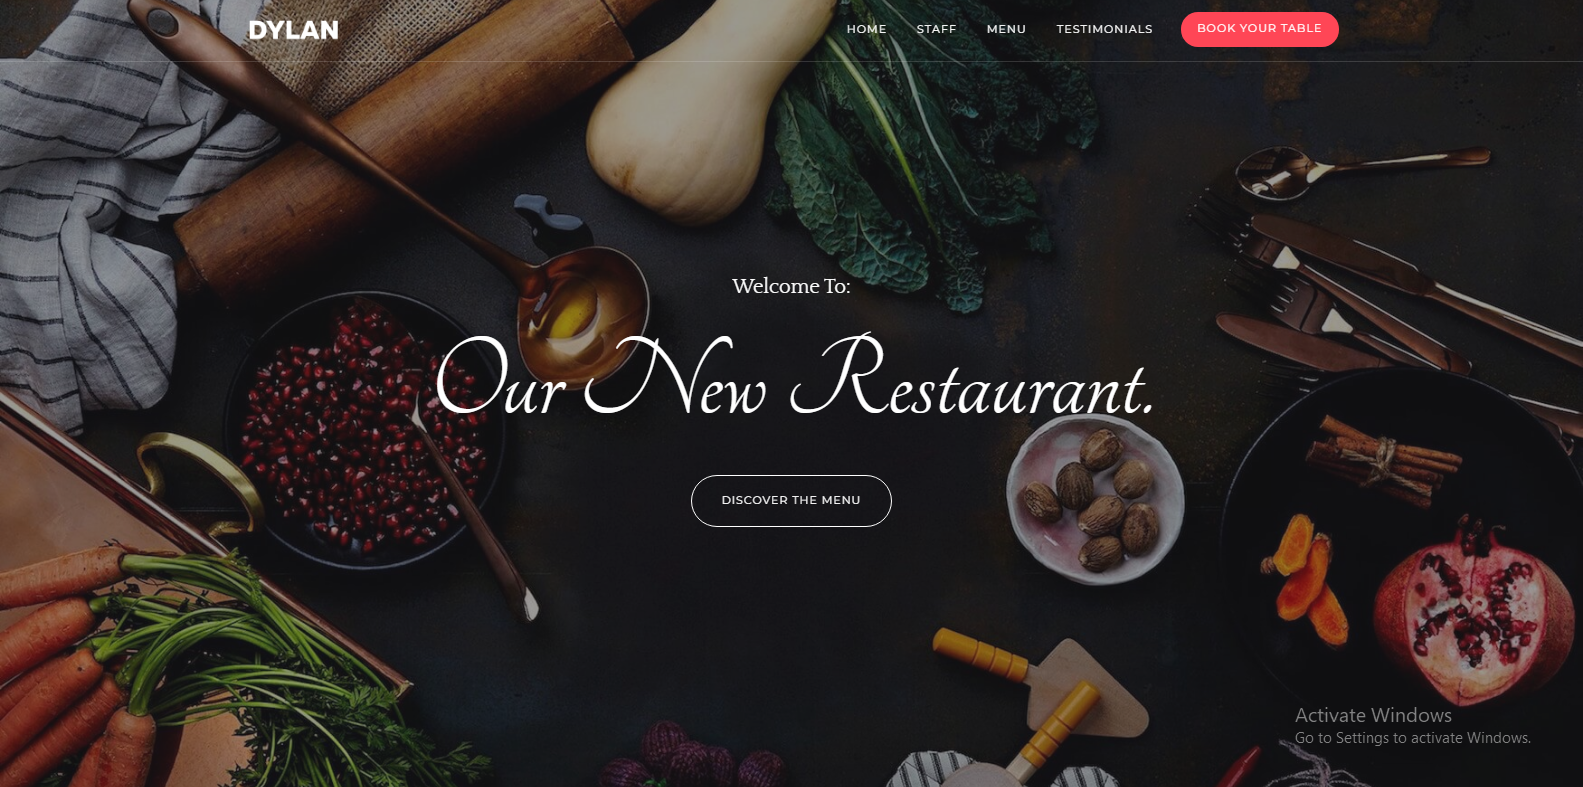 DYLAN
HOME STAFF MENU TESTIMONIALS BOOK YOUR TABLE
Welcome To:
Our New Restaurant.
DISCOVER THE MENU
Activate Windows
Go to Settings to activate Windows.